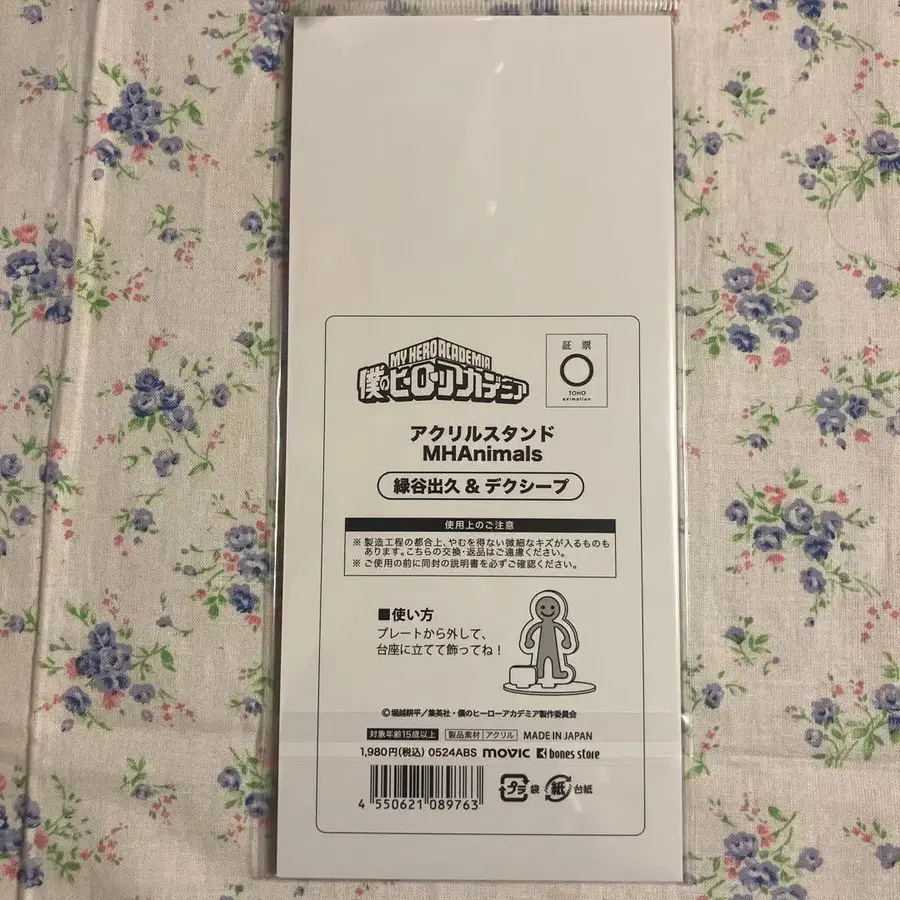 MY HERO ACADEMIA
僕のヒーローアカデミア
証票
TOHO
animation
アクリルスタンド
MHAnimals
緑谷出久 & デクシープ
使用上のご注意
※ 製造工程の都合上、やむを得ない微細なキズが入るものも
あります。こちらの交換・返品はご遠慮ください。
※ ご使用の前に同封の説明書を必ずご確認ください。
■使い方
プレートから外して、
台座に立てて飾ってね!
©堀越耕平/集英社・僕のヒーローアカデミア製作委員会
対象年齢15歳以上 製品素材 アクリル MADE IN JAPAN
1,980円(税込) 0524ABS movic bones store
4 550621 089763
プラ 袋 紙 台紙